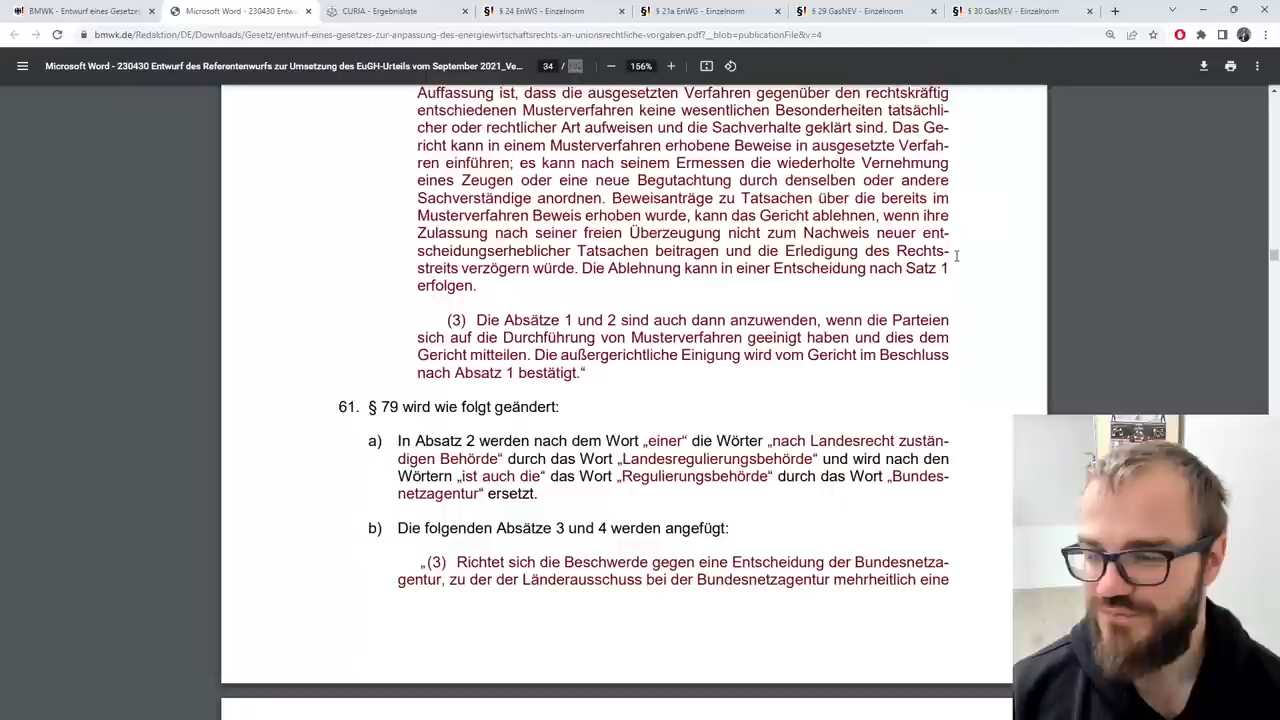 BMWK - Entwurf eines Gesetze
Microsoft Word - 230430 Entw
CURIA - Ergebnisliste
§ 24 EnWG - Einzelnorm
§ 21a EnWG - Einzelnorm
§ 29 GasNEV - Einzelnorm
§ 30 GasNEV - Einzelnorm
bmwk.de/Redaktion/DE/Downloads/Gesetz/entwurf-eines-gesetzes-zur-anpassung-des-energiewirtschaftsrechts-an-unionsrechtliche-vorgaben.pdf?__blob=publicationFile&v=4
Microsoft Word - 230430 Entwurf des Referentenwurfs zur Umsetzung des EuGH-Urteils vom September 2021_Ve...
34 /
156%
Auffassung ist, dass die ausgesetzten Verfahren gegenüber den rechtskräftig
entschiedenen Musterverfahren keine wesentlichen Besonderheiten tatsächli-
cher oder rechtlicher Art aufweisen und die Sachverhalte geklärt sind. Das Ge-
richt kann in einem Musterverfahren erhobene Beweise in ausgesetzte Verfah-
ren einführen; es kann nach seinem Ermessen die wiederholte Vernehmung
eines Zeugen oder eine neue Begutachtung durch denselben oder andere
Sachverständige anordnen. Beweisanträge zu Tatsachen über die bereits im
Musterverfahren Beweis erhoben wurde, kann das Gericht ablehnen, wenn ihre
Zulassung nach seiner freien Überzeugung nicht zum Nachweis neuer ent-
scheidungserheblicher Tatsachen beitragen und die Erledigung des Rechts-
streits verzögern würde. Die Ablehnung kann in einer Entscheidung nach Satz 1
erfolgen.
(3) Die Absätze 1 und 2 sind auch dann anzuwenden, wenn die Parteien
sich auf die Durchführung von Musterverfahren geeinigt haben und dies dem
Gericht mitteilen. Die außergerichtliche Einigung wird vom Gericht im Beschluss
nach Absatz 1 bestätigt.“
61. § 79 wird wie folgt geändert:
a) In Absatz 2 werden nach dem Wort „einer“ die Wörter „nach Landesrecht zustän-
digen Behörde“ durch das Wort „Landesregulierungsbehörde“ und wird nach den
Wörtern „ist auch die“ das Wort „Regulierungsbehörde“ durch das Wort „Bundes-
netzagentur“ ersetzt.
b) Die folgenden Absätze 3 und 4 werden angefügt:
„(3) Richtet sich die Beschwerde gegen eine Entscheidung der Bundesnetza-
gentur, zu der der Länderausschuss bei der Bundesnetzagentur mehrheitlich eine